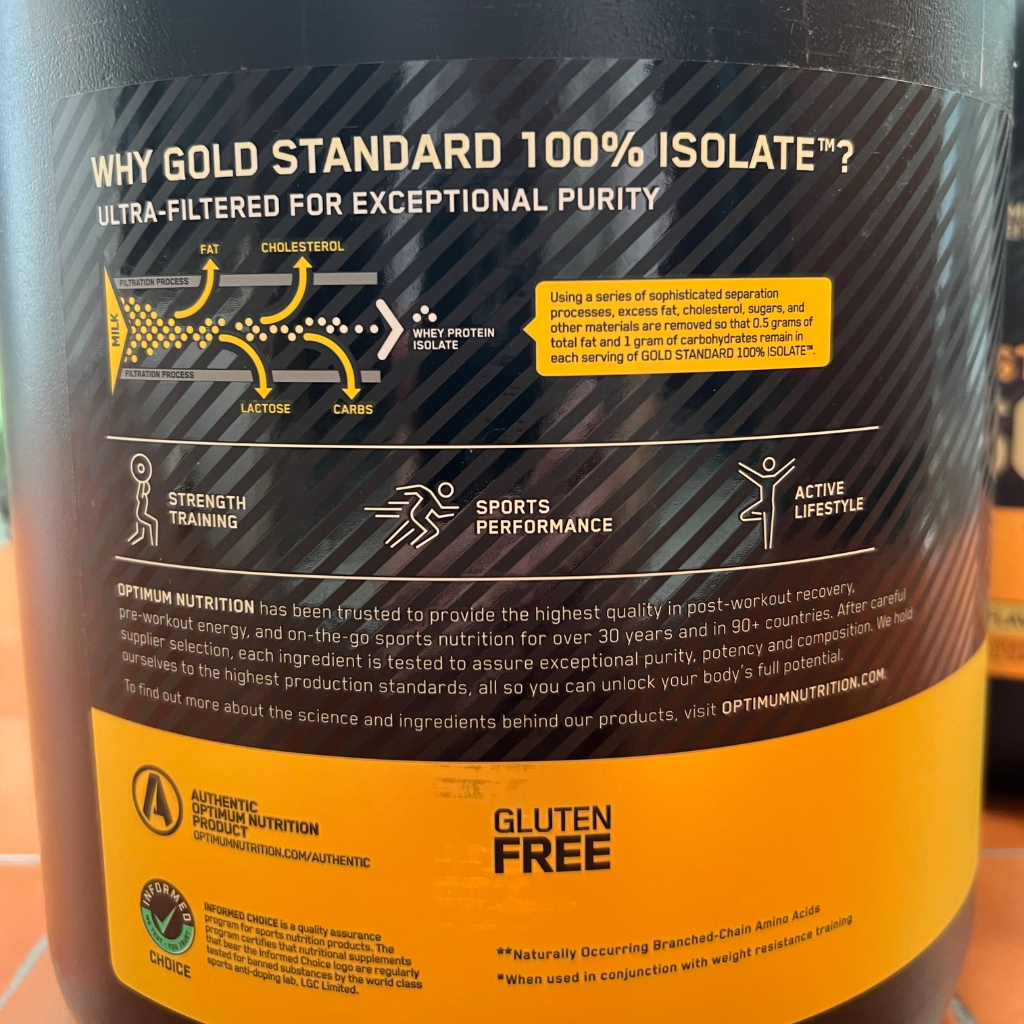 WHY GOLD STANDARD 100% ISOLATE™?
ULTRA-FILTERED FOR EXCEPTIONAL PURITY
FAT
CHOLESTEROL
FILTRATION PROCESS
MILK
WHEY PROTEIN
ISOLATE
FILTRATION PROCESS
LACTOSE
CARBS
Using a series of sophisticated separation
processes, excess fat, cholesterol, sugars, and
other materials are removed so that 0.5 grams of
total fat and 1 gram of carbohydrates remain in
each serving of GOLD STANDARD 100% ISOLATE™.
STRENGTH
TRAINING
SPORTS
PERFORMANCE
ACTIVE
LIFESTYLE
OPTIMUM NUTRITION has been trusted to provide the highest quality in post-workout recovery,
pre-workout energy, and on-the-go sports nutrition for over 30 years and in 90+ countries. After careful
supplier selection, each ingredient is tested to assure exceptional purity, potency and composition. We hold
ourselves to the highest production standards, all so you can unlock your body's full potential.
To find out more about the science and ingredients behind our products, visit OPTIMUMNUTRITION.COM.
AUTHENTIC
OPTIMUM NUTRITION
PRODUCT
OPTIMUMNUTRITION.COM/AUTHENTIC
GLUTEN
FREE
INFORMED
WE TEST · YOU TRUST
CHOICE
INFORMED CHOICE is a quality assurance
program for sports nutrition products. The
program certifies that nutritional supplements
that bear the Informed Choice logo are regularly
tested for banned substances by the world class
sports anti-doping lab, LGC Limited.
**Naturally Occurring Branched-Chain Amino Acids
*When used in conjunction with weight resistance training